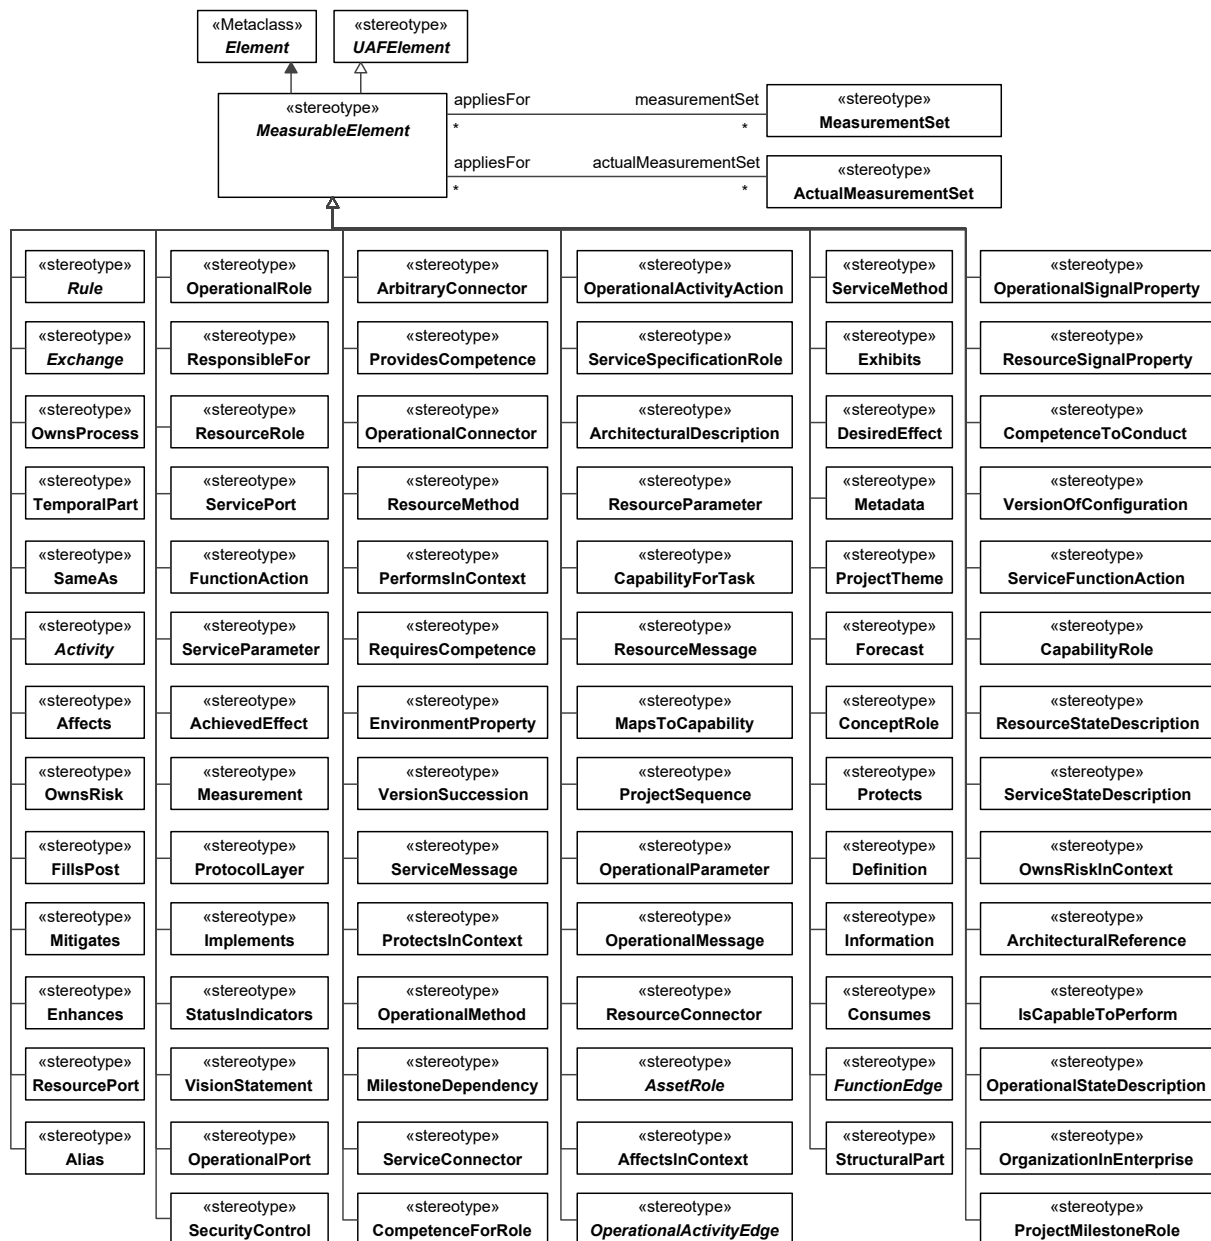 «Metaclass»
Element
«stereotype»
UAFElement
«stereotype»
MeasurableElement
appliesFor
measurementSet
*
*
«stereotype»
MeasurementSet
appliesFor
actualMeasurementSet
*
*
«stereotype»
ActualMeasurementSet
«stereotype»
Rule
«stereotype»
OperationalRole
«stereotype»
ArbitraryConnector
«stereotype»
OperationalActivityAction
«stereotype»
ServiceMethod
«stereotype»
OperationalSignalProperty
«stereotype»
Exchange
«stereotype»
ResponsibleFor
«stereotype»
ProvidesCompetence
«stereotype»
ServiceSpecificationRole
«stereotype»
Exhibits
«stereotype»
ResourceSignalProperty
«stereotype»
OwnsProcess
«stereotype»
ResourceRole
«stereotype»
OperationalConnector
«stereotype»
ArchitecturalDescription
«stereotype»
DesiredEffect
«stereotype»
CompetenceToConduct
«stereotype»
TemporalPart
«stereotype»
ServicePort
«stereotype»
ResourceMethod
«stereotype»
ResourceParameter
«stereotype»
Metadata
«stereotype»
VersionOfConfiguration
«stereotype»
SameAs
«stereotype»
FunctionAction
«stereotype»
PerformsInContext
«stereotype»
CapabilityForTask
«stereotype»
ProjectTheme
«stereotype»
ServiceFunctionAction
«stereotype»
Activity
«stereotype»
ServiceParameter
«stereotype»
RequiresCompetence
«stereotype»
ResourceMessage
«stereotype»
Forecast
«stereotype»
CapabilityRole
«stereotype»
Affects
«stereotype»
AchievedEffect
«stereotype»
EnvironmentProperty
«stereotype»
MapsToCapability
«stereotype»
ConceptRole
«stereotype»
ResourceStateDescription
«stereotype»
OwnsRisk
«stereotype»
Measurement
«stereotype»
VersionSuccession
«stereotype»
ProjectSequence
«stereotype»
Protects
«stereotype»
ServiceStateDescription
«stereotype»
FillsPost
«stereotype»
ProtocolLayer
«stereotype»
ServiceMessage
«stereotype»
OperationalParameter
«stereotype»
Definition
«stereotype»
OwnsRiskInContext
«stereotype»
Mitigates
«stereotype»
Implements
«stereotype»
ProtectsInContext
«stereotype»
OperationalMessage
«stereotype»
Information
«stereotype»
ArchitecturalReference
«stereotype»
Enhances
«stereotype»
StatusIndicators
«stereotype»
OperationalMethod
«stereotype»
ResourceConnector
«stereotype»
Consumes
«stereotype»
IsCapableToPerform
«stereotype»
ResourcePort
«stereotype»
VisionStatement
«stereotype»
MilestoneDependency
«stereotype»
AssetRole
«stereotype»
FunctionEdge
«stereotype»
OperationalStateDescription
«stereotype»
Alias
«stereotype»
OperationalPort
«stereotype»
ServiceConnector
«stereotype»
AffectsInContext
«stereotype»
StructuralPart
«stereotype»
OrganizationInEnterprise
«stereotype»
SecurityControl
«stereotype»
CompetenceForRole
«stereotype»
OperationalActivityEdge
«stereotype»
ProjectMilestoneRole